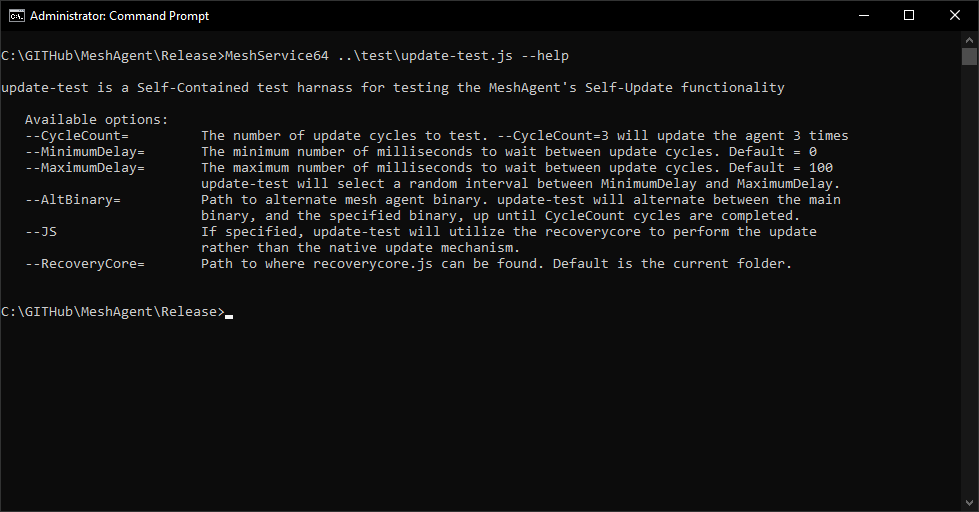 Administrator: Command Prompt
C:\GITHub\MeshAgent\Release>MeshService64 ..\test\update-test.js --help
update-test is a Self-Contained test harnass for testing the MeshAgent's Self-Update functionality
Available options:
--CycleCount= The number of update cycles to test. --CycleCount=3 will update the agent 3 times
--MinimumDelay= The minimum number of milliseconds to wait between update cycles. Default = 0
--MaximumDelay= The maximum number of milliseconds to wait between update cycles. Default = 100
update-test will select a random interval between MinimumDelay and MaximumDelay.
--AltBinary= Path to alternate mesh agent binary. update-test will alternate between the main
binary, and the specified binary, up until CycleCount cycles are completed.
--JS If specified, update-test will utilize the recoverycore to perform the update
rather than the native update mechanism.
--RecoveryCore= Path to where recoverycore.js can be found. Default is the current folder.
C:\GITHub\MeshAgent\Release>